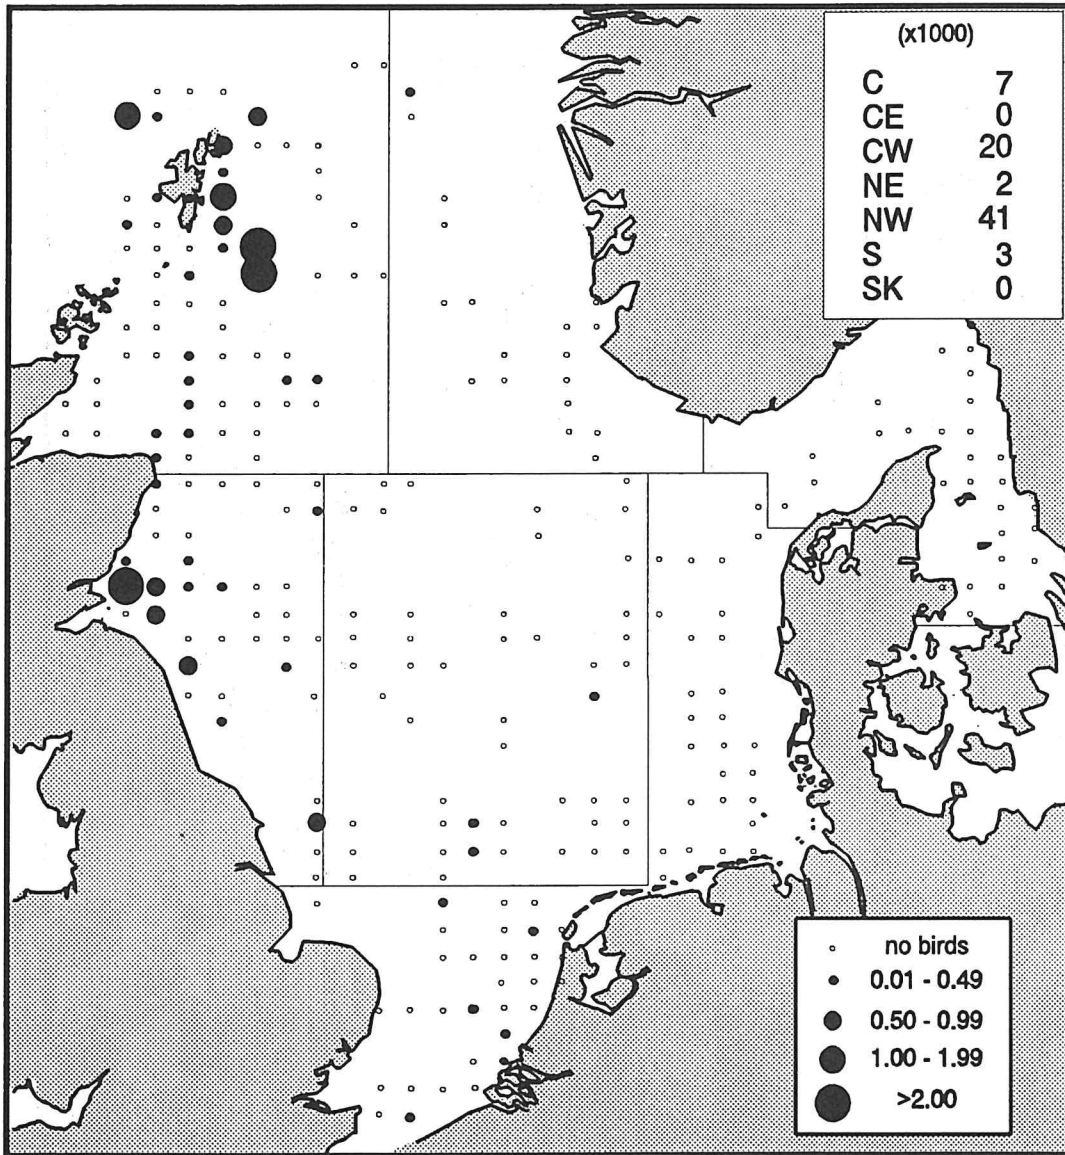 (x1000)
C 7
CE 0
CW 20
NE 2
NW 41
S 3
SK 0
no birds
0.01 - 0.49
0.50 - 0.99
1.00 - 1.99
>2.00